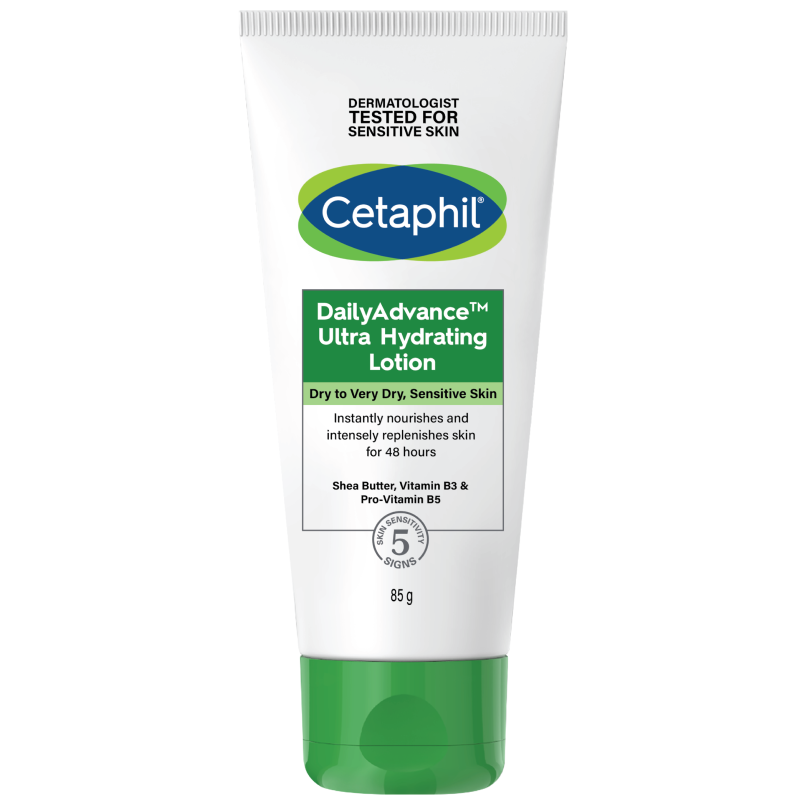 DERMATOLOGIST
TESTED FOR
SENSITIVE SKIN
Cetaphil®
DailyAdvance™
Ultra Hydrating
Lotion
Dry to Very Dry, Sensitive Skin
Instantly nourishes and
intensely replenishes skin
for 48 hours
Shea Butter, Vitamin B3 &
Pro-Vitamin B5
SKIN SENSITIVITY
5
SIGNS
85 g